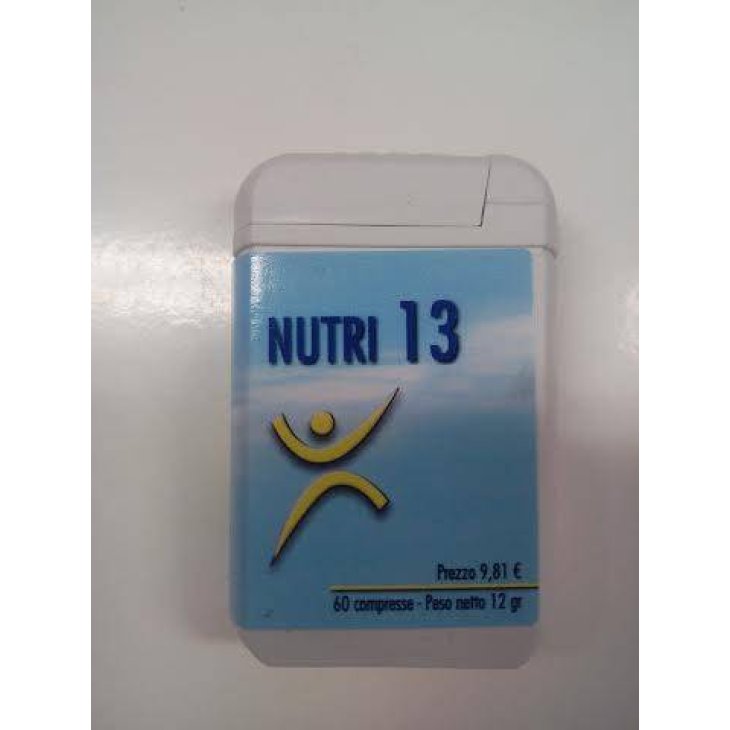 NUTRI 13
Prezzo 9,81 €
60 compresse - Peso netto 12 gr